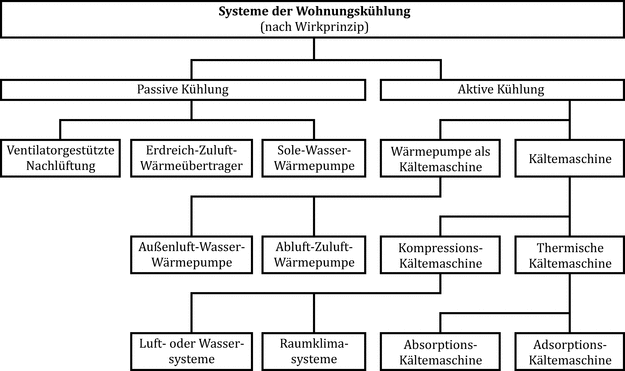 Systeme der Wohnungskühlung
(nach Wirkprinzip)
Passive Kühlung
Aktive Kühlung
Ventilatorgestützte
Nachlüftung
Erdreich-Zuluft-
Wärmeübertrager
Sole-Wasser-
Wärmepumpe
Wärmepumpe als
Kältemaschine
Kältemaschine
Außenluft-Wasser-
Wärmepumpe
Abluft-Zuluft-
Wärmepumpe
Kompressions-
Kältemaschine
Thermische
Kältemaschine
Luft- oder Wasser-
systeme
Raumklima-
systeme
Absorptions-
Kältemaschine
Adsorptions-
Kältemaschine